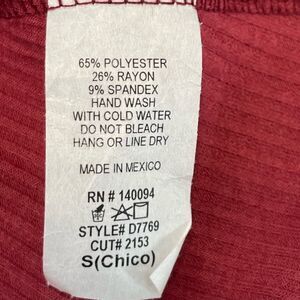 65% POLYESTER
26% RAYON
9% SPANDEX
HAND WASH
WITH COLD WATER
DO NOT BLEACH
HANG OR LINE DRY
MADE IN MEXICO
RN # 140094
STYLE# D7769
CUT# 2153
S(Chico)